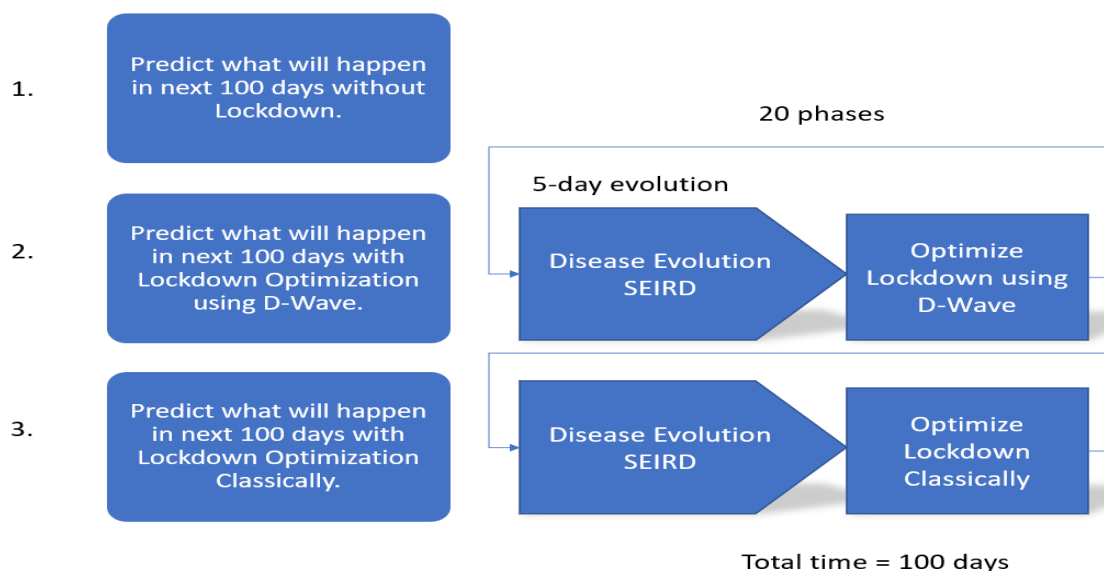 1.
Predict what will happen
in next 100 days without
Lockdown.
20 phases
5-day evolution
2.
Predict what will happen
in next 100 days with
Lockdown Optimization
using D-Wave.
Disease Evolution
SEIRD
Optimize
Lockdown using
D-Wave
3.
Predict what will happen
in next 100 days with
Lockdown Optimization
Classically.
Disease Evolution
SEIRD
Optimize
Lockdown
Classically
Total time = 100 days